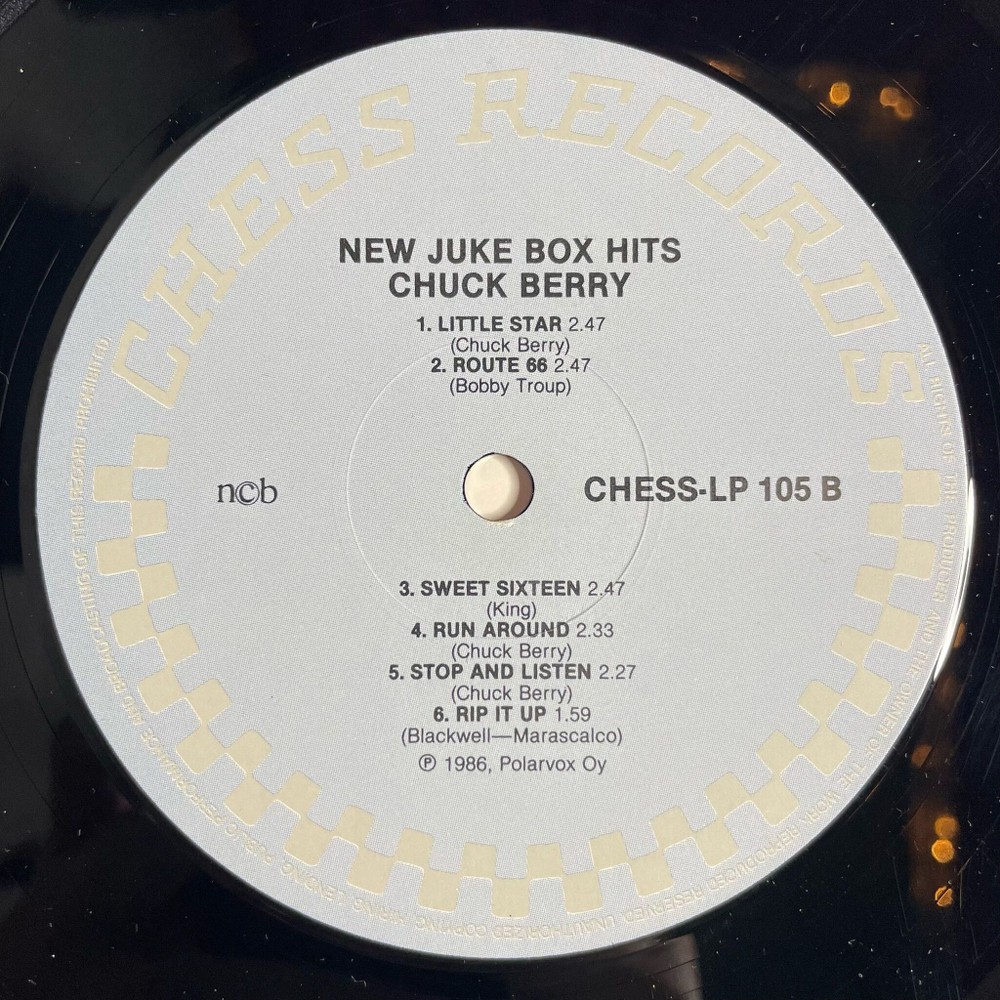 CHESS RECORDS
NEW JUKE BOX HITS
CHUCK BERRY
1. LITTLE STAR 2.47
(Chuck Berry)
2. ROUTE 66 2.47
(Bobby Troup)
n©b
CHESS-LP 105 B
3. SWEET SIXTEEN 2.47
(King)
4. RUN AROUND 2.33
(Chuck Berry)
5. STOP AND LISTEN 2.27
(Chuck Berry)
6. RIP IT UP 1.59
(Blackwell—Marascalco)
℗ 1986, Polarvox Oy
ALL RIGHTS OF THE PRODUCER AND THE OWNER OF THE WORK REPRODUCED RESERVED. UNAUTHORIZED COPYING, HIRING, LENDING, PUBLIC PERFORMANCE AND BROADCASTING OF THIS RECORD PROHIBITED.